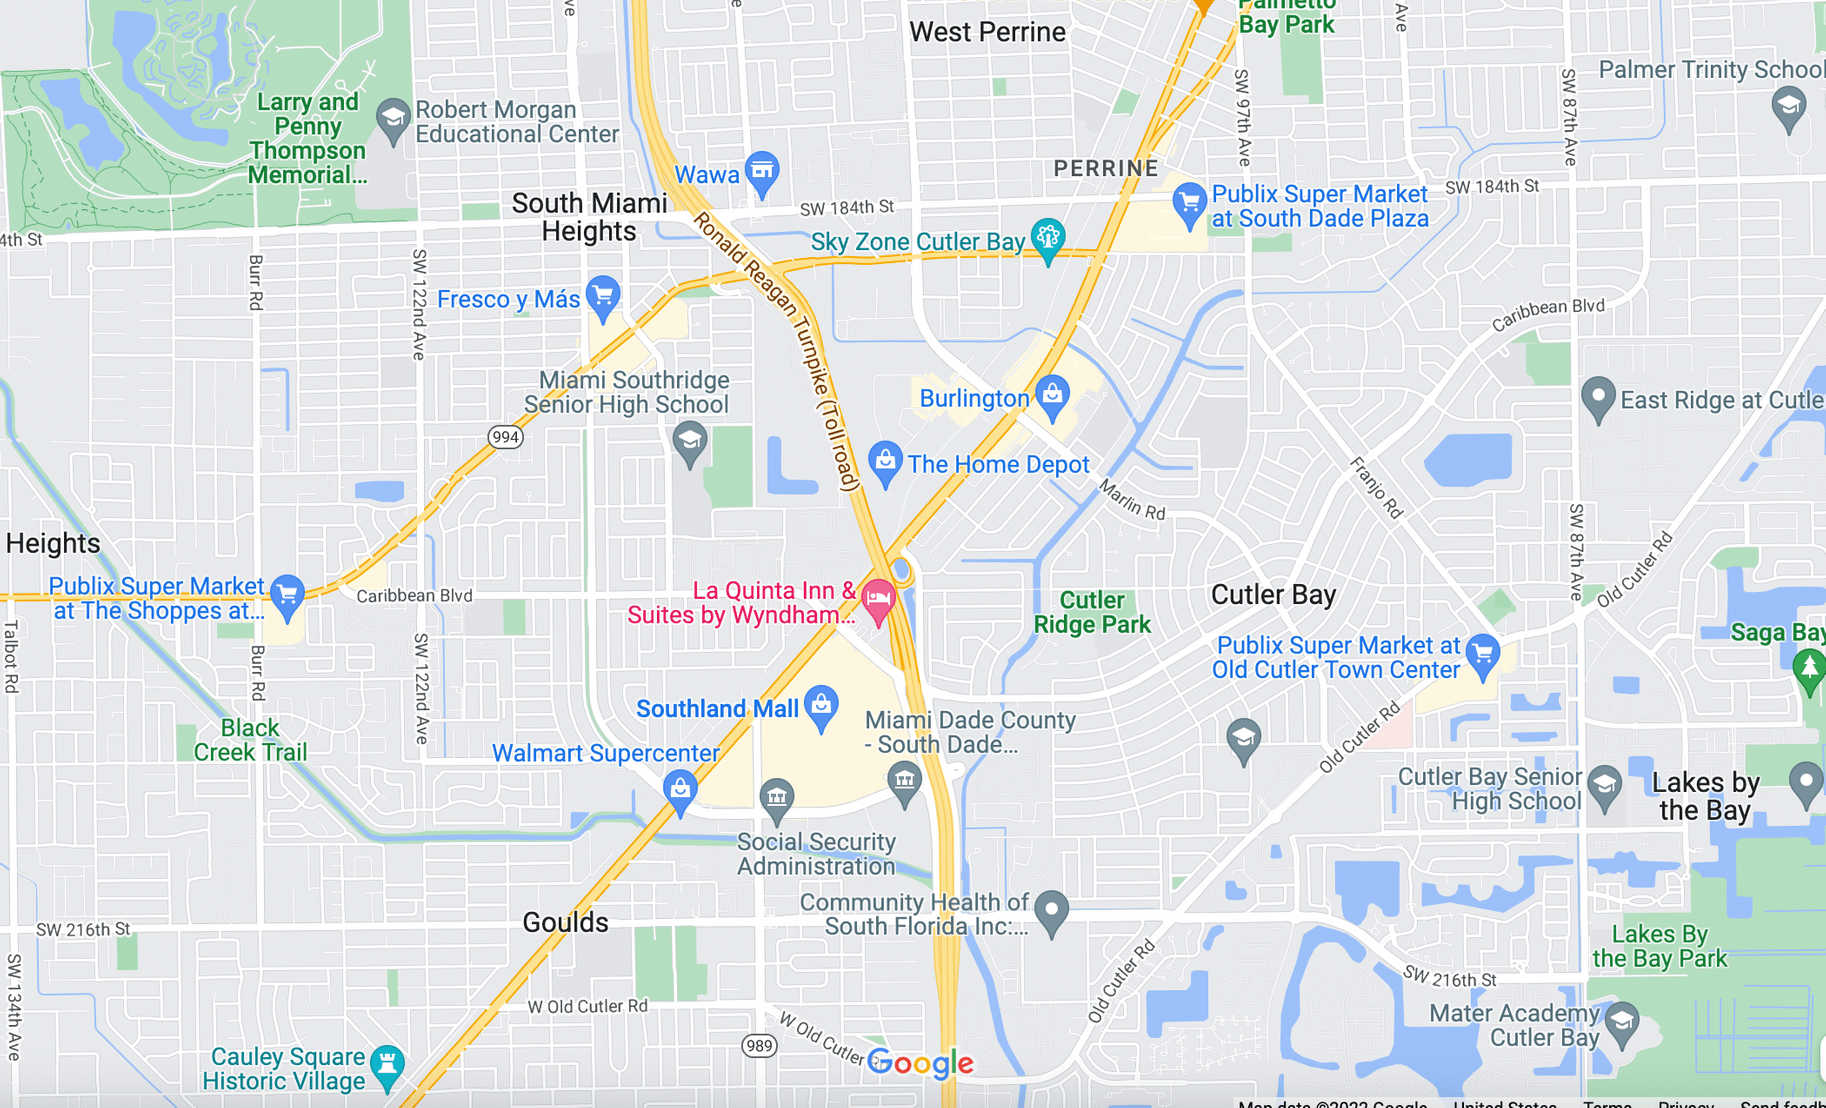 Palmetto
Bay Park
West Perrine
Ave
SW 97th Ave
SW 87th Ave
Palmer Trinity School
Larry and
Penny
Thompson
Memorial...
Robert Morgan
Educational Center
Wawa
PERRINE
SW 184th St
Publix Super Market
at South Dade Plaza
South Miami
Heights
SW 184th St
4th St
Sky Zone Cutler Bay
Ronald Reagan Turnpike (Toll road)
Burr Rd
SW 122nd Ave
Fresco y Más
Caribbean Blvd
Miami Southridge
Senior High School
Burlington
East Ridge at Cutle
994
The Home Depot
Marlin Rd
Franjo Rd
SW 87th Ave
Old Cutler Rd
Heights
Publix Super Market
at The Shoppes at...
Caribbean Blvd
La Quinta Inn &
Suites by Wyndham...
Cutler
Ridge Park
Cutler Bay
Talbot Rd
Burr Rd
SW 122nd Ave
Publix Super Market at
Old Cutler Town Center
Saga Bay
Southland Mall
Miami Dade County
- South Dade...
Old Cutler Rd
Black
Creek Trail
Walmart Supercenter
Cutler Bay Senior
High School
Lakes by
the Bay
Social Security
Administration
Community Health of
South Florida Inc:...
Goulds
SW 216th St
Lakes By
the Bay Park
SW 134th Ave
Old Cutler Rd
SW 216th St
W Old Cutler Rd
Mater Academy
Cutler Bay
989
W Old Cutler
Cauley Square
Historic Village
Google
Map data ©2022 Google United States Terms Privacy Send feedb